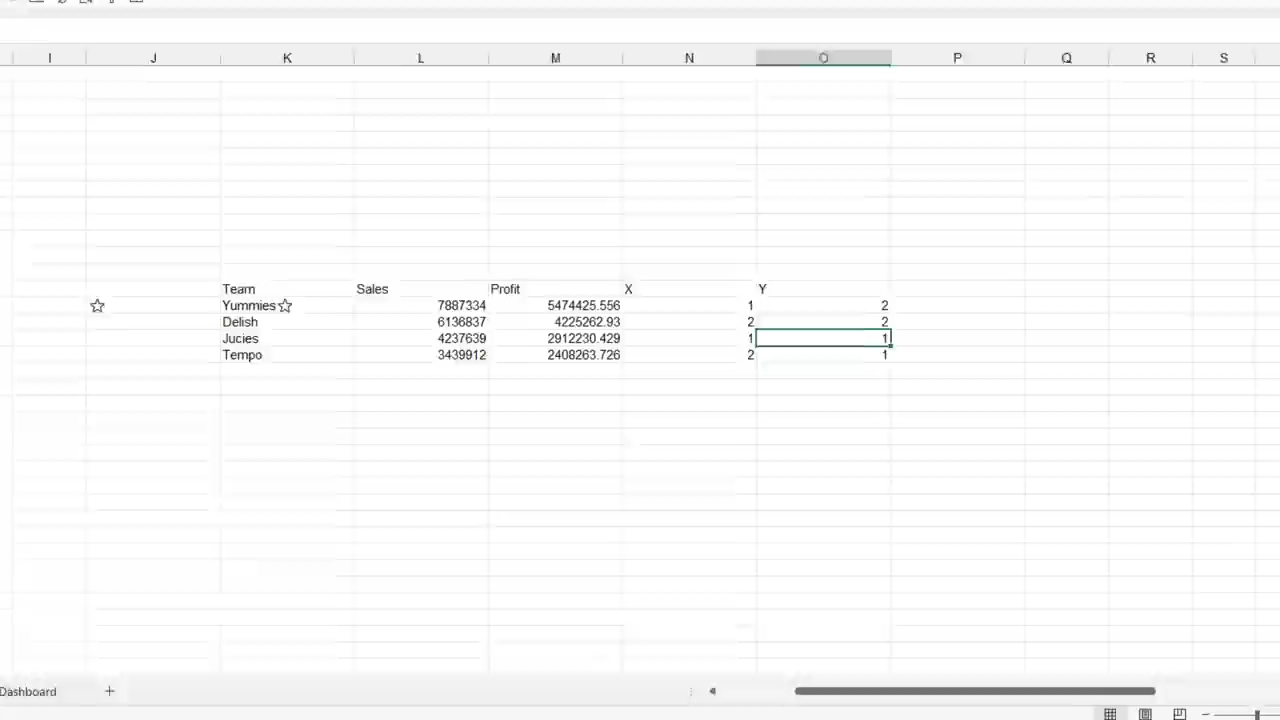 I J K L M N O P Q R S
Team Sales Profit X Y
☆ Yummies☆ 7887334 5474425.556 1 2
Delish 6136837 4225262.93 2 2
Jucies 4237639 2912230.429 1 1
Tempo 3439912 2408263.726 2 1
Dashboard +